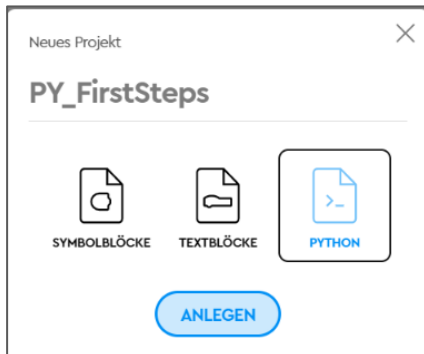 Neues Projekt
PY_FirstSteps
SYMBOLBLÖCKE TEXTBLÖCKE PYTHON
ANLEGEN